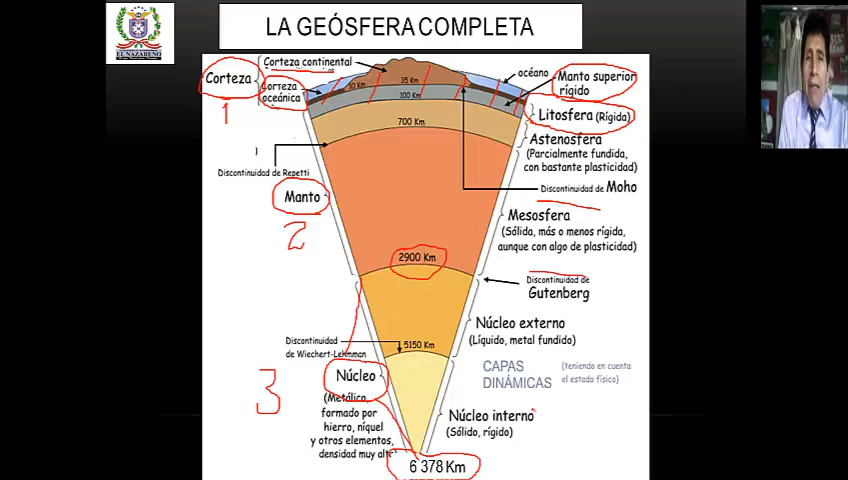 LA GEÓSFERA COMPLETA
EL NAZARENO
Corteza continental
Corteza
Corteza
oceánica
océano
Manto superior
rígido
10 Km
35 Km
100 Km
Litosfera (Rígida)
1
700 Km
Astenosfera
(Parcialmente fundida,
con bastante plasticidad)
Discontinuidad de Repetti
Discontinuidad de Moho
Manto
2
Mesosfera
(Sólida, más o menos rígida,
aunque con algo de plasticidad)
2900 Km
Discontinuidad de
Gutenberg
Núcleo externo
(Líquido, metal fundido)
Discontinuidad
de Wiechert-Lehmman
5150 Km
CAPAS
DINÁMICAS
(teniendo en cuenta
el estado físico)
Núcleo
3
(Metálico,
formado por
hierro, níquel
y otros elementos,
densidad muy alta
Núcleo interno
(Sólido, rígido)
6 378 Km